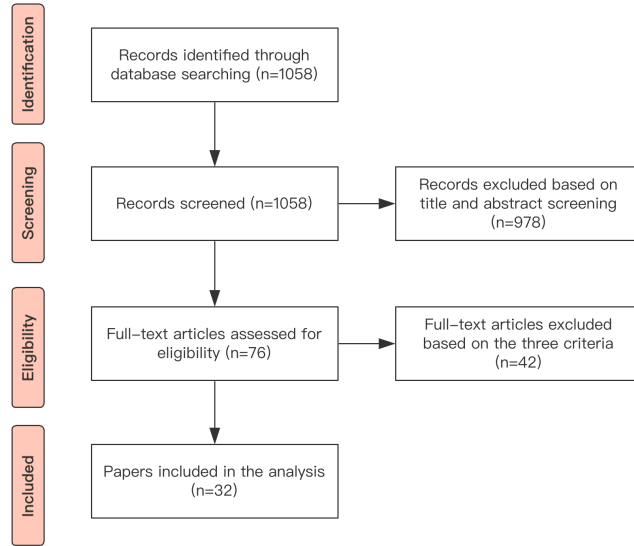 Identification
Records identified through
database searching (n=1058)
Screening
Records screened (n=1058)
Records excluded based on
title and abstract screening
(n=978)
Eligibility
Full-text articles assessed for
eligibility (n=76)
Full-text articles excluded
based on the three criteria
(n=42)
Included
Papers included in the analysis
(n=32)